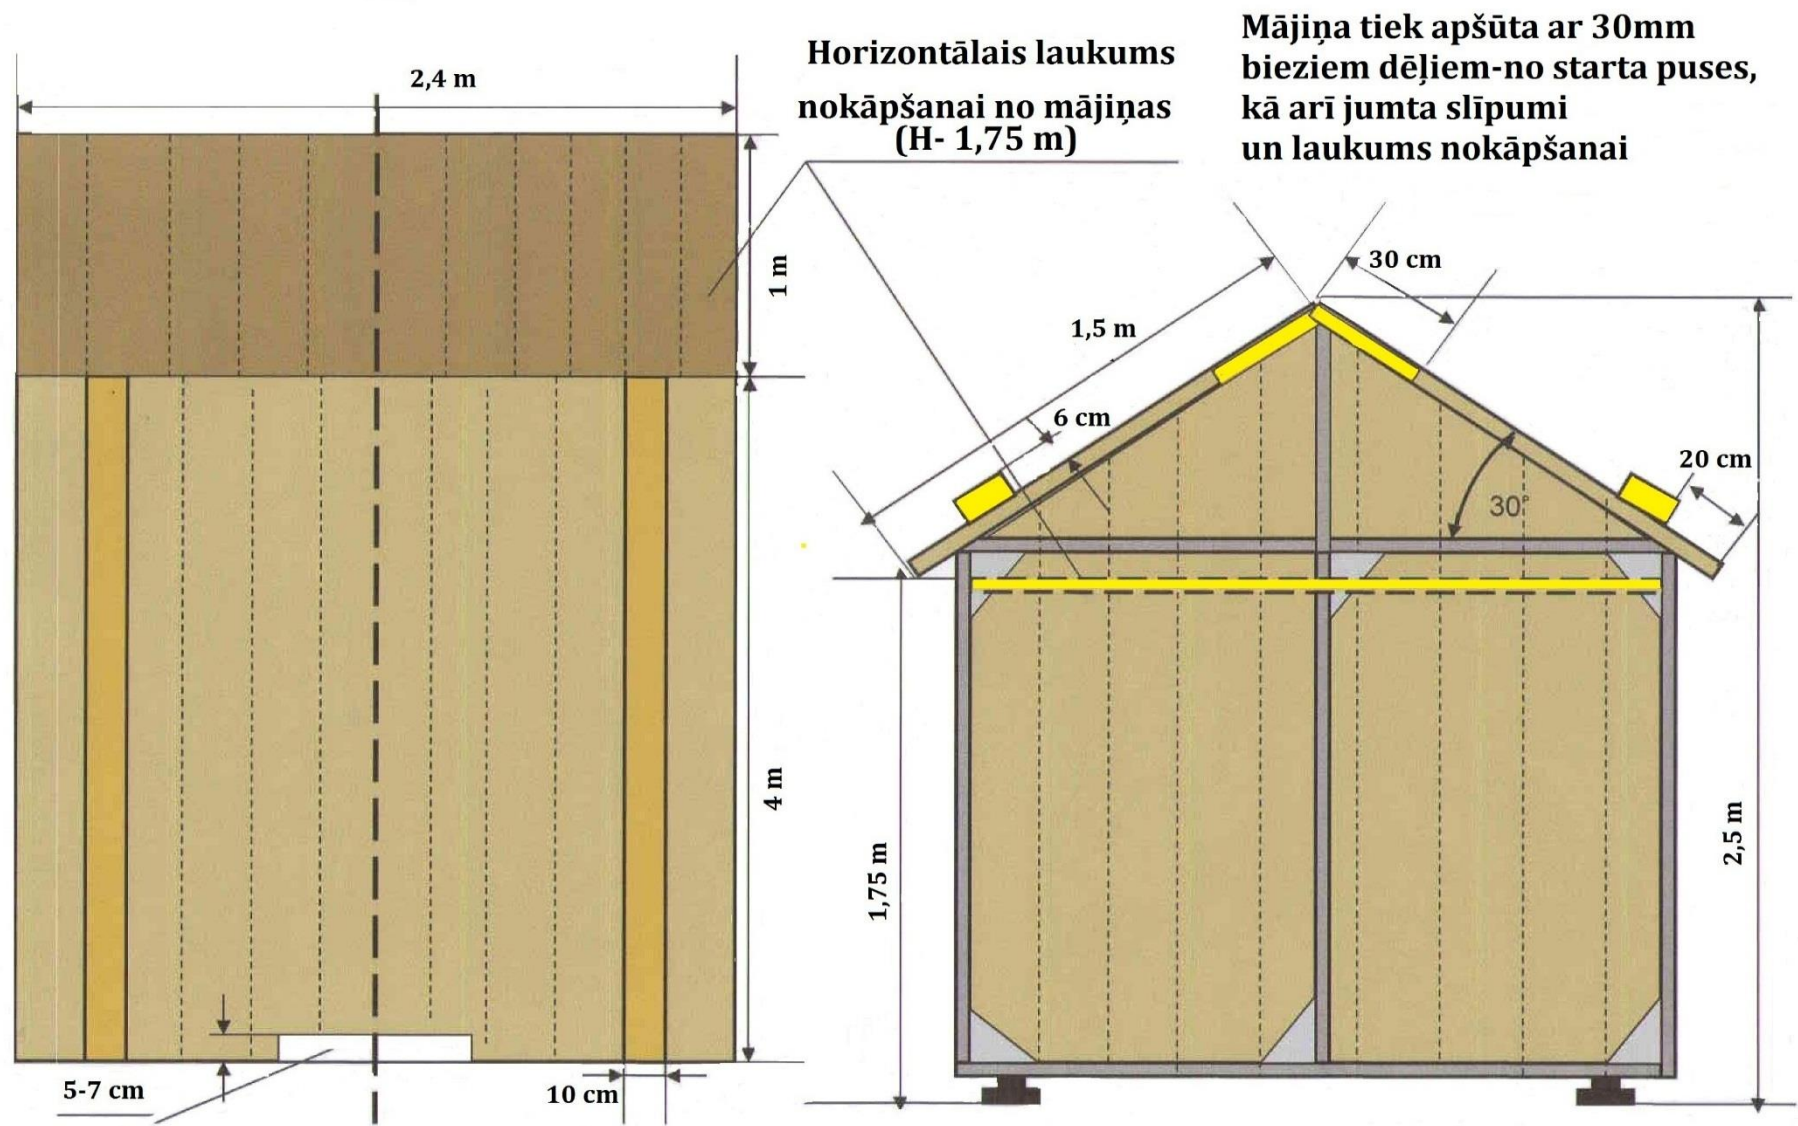 2,4 m
Horizontālais laukums
nokāpšanai no mājiņas
(H- 1,75 m)
Mājiņa tiek apšūta ar 30mm
bieziem dēļiem-no starta puses,
kā arī jumta slīpumi
un laukums nokāpšanai
1 m
30 cm
1,5 m
6 cm
20 cm
30°
4 m
1,75 m
2,5 m
5-7 cm
10 cm